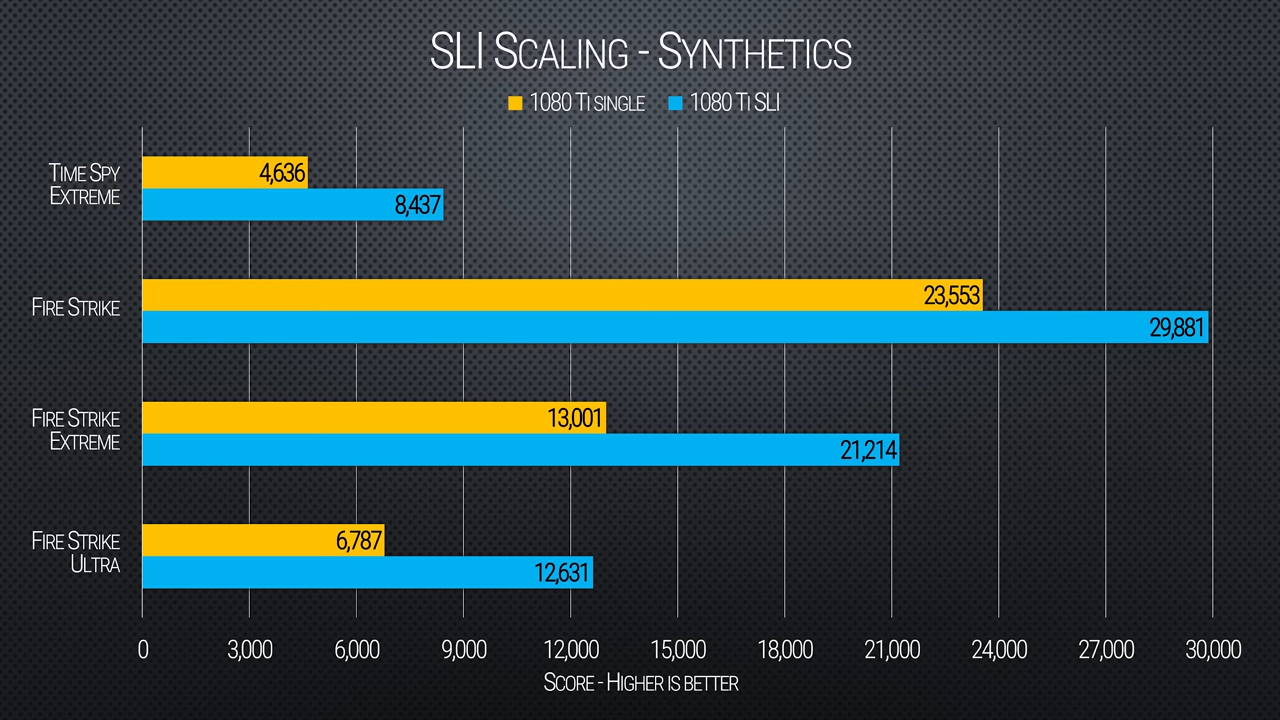 SLI Scaling - Synthetics
1080 Ti single 1080 Ti SLI
Time Spy
Extreme
4,636
8,437
Fire Strike
23,553
29,881
Fire Strike
Extreme
13,001
21,214
Fire Strike
Ultra
6,787
12,631
0 3,000 6,000 9,000 12,000 15,000 18,000 21,000 24,000 27,000 30,000
Score - Higher is better